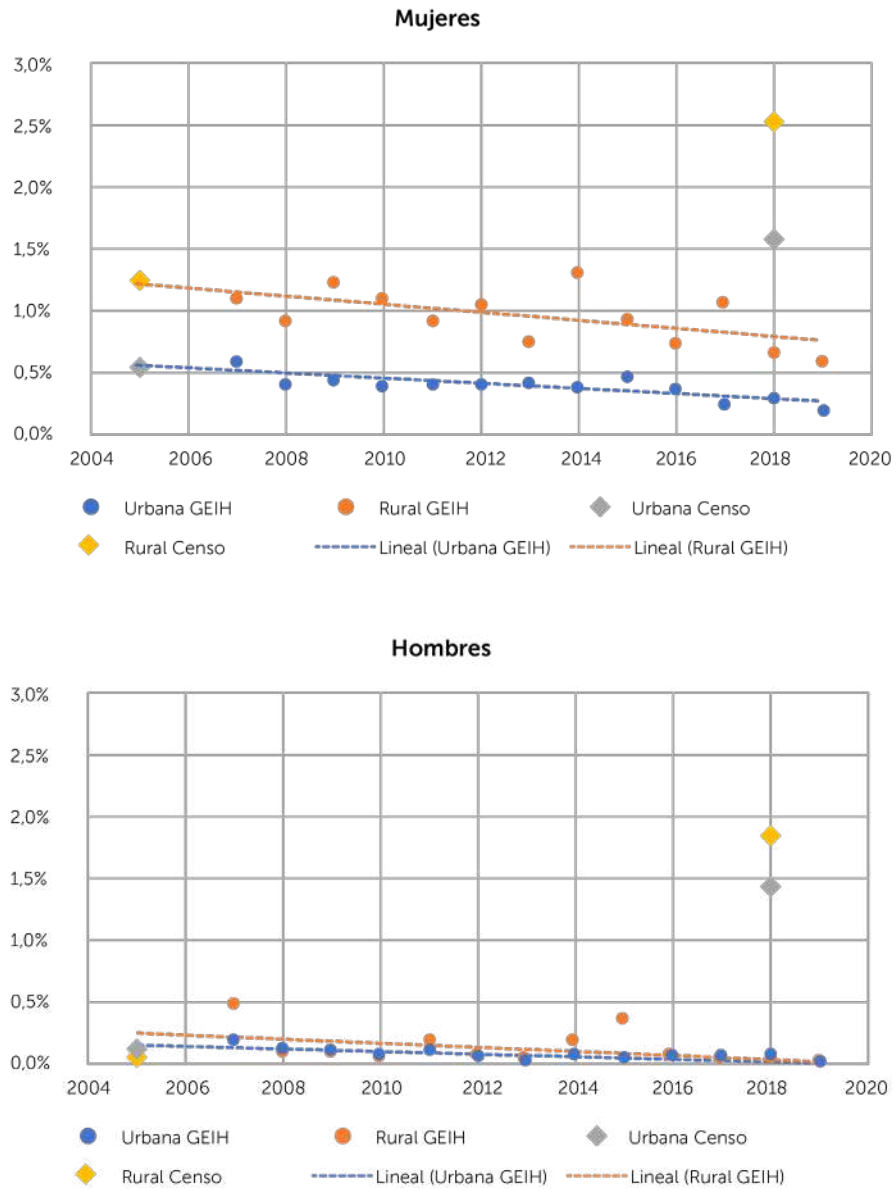 Mujeres
3,0%
2,5%
2,0%
1,5%
1,0%
0,5%
0,0%
2004 2006 2008 2010 2012 2014 2016 2018 2020
Urbana GEIH Rural GEIH Urbana Censo
Rural Censo Lineal (Urbana GEIH) Lineal (Rural GEIH)
Hombres
3,0%
2,5%
2,0%
1,5%
1,0%
0,5%
0,0%
2004 2006 2008 2010 2012 2014 2016 2018 2020
Urbana GEIH Rural GEIH Urbana Censo
Rural Censo Lineal (Urbana GEIH) Lineal (Rural GEIH)